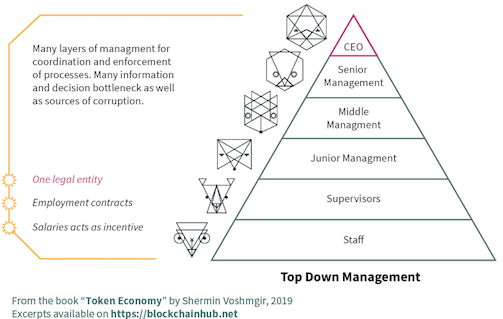 Many layers of managment for
coordination and enforcement
of processes. Many information
and decision bottleneck as well
as sources of corruption.
One legal entity
Employment contracts
Salaries acts as incentive
CEO
Senior
Management
Middle
Managment
Junior Managment
Supervisors
Staff
Top Down Management
From the book “Token Economy” by Shermin Voshmgir, 2019
Excerpts available on https://blockchainhub.net